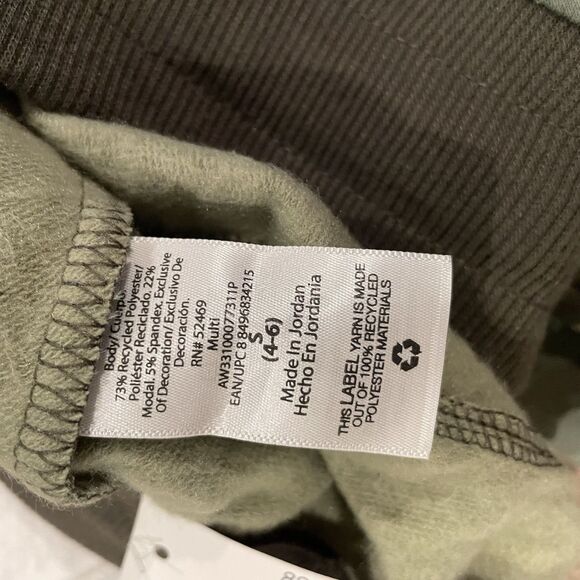 Body/ Cuerpo
73% Recycled Polyester/
Poliéster Reciclado. 22%
Modal. 5% Spandex. Exclusive
Of Decoration/ Exclusivo De
Decoración.
RN# 52469
Multi
AW33100077311P
EAN/UPC 8 8496834215
S
(4-6)
Made In Jordan
Hecho En Jordania
THIS LABEL YARN IS MADE
OUT OF 100% RECYCLED
POLYESTER MATERIALS